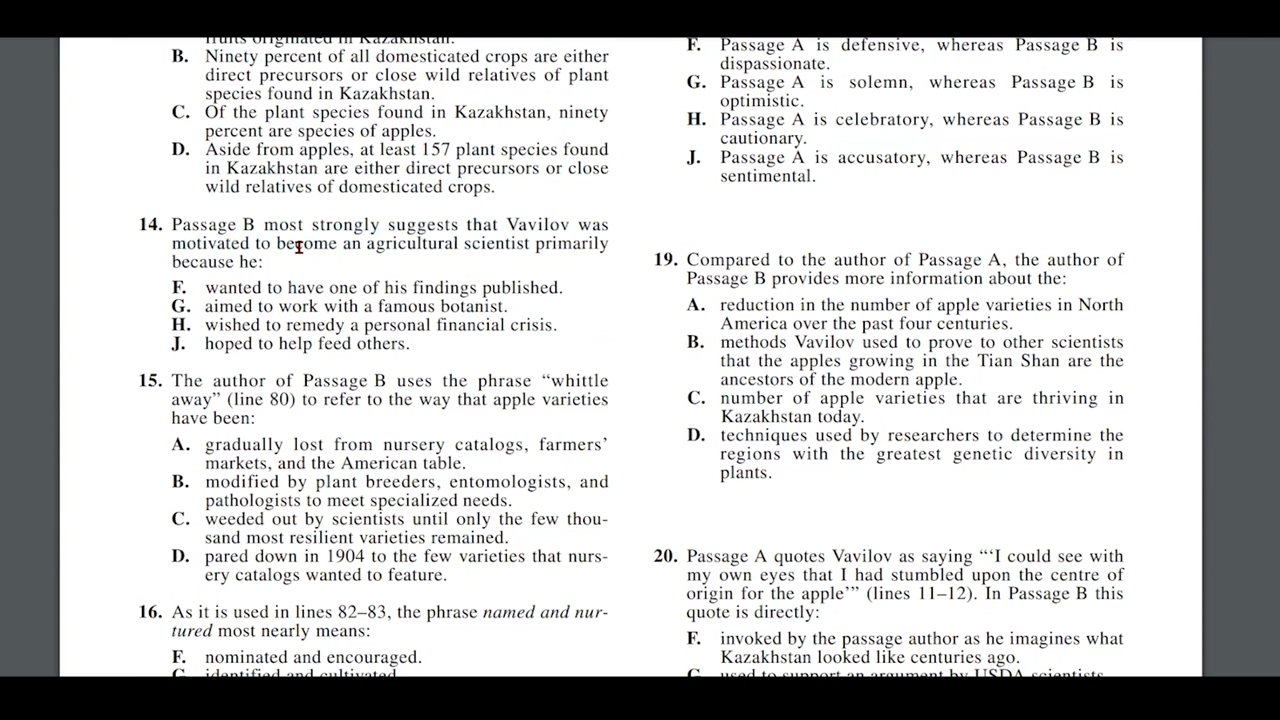 fruits originated in Kazakhstan.
B. Ninety percent of all domesticated crops are either
direct precursors or close wild relatives of plant
species found in Kazakhstan.
C. Of the plant species found in Kazakhstan, ninety
percent are species of apples.
D. Aside from apples, at least 157 plant species found
in Kazakhstan are either direct precursors or close
wild relatives of domesticated crops.
14. Passage B most strongly suggests that Vavilov was
motivated to become an agricultural scientist primarily
because he:
F. wanted to have one of his findings published.
G. aimed to work with a famous botanist.
H. wished to remedy a personal financial crisis.
J. hoped to help feed others.
15. The author of Passage B uses the phrase “whittle
away” (line 80) to refer to the way that apple varieties
have been:
A. gradually lost from nursery catalogs, farmers’
markets, and the American table.
B. modified by plant breeders, entomologists, and
pathologists to meet specialized needs.
C. weeded out by scientists until only the few thou-
sand most resilient varieties remained.
D. pared down in 1904 to the few varieties that nurs-
ery catalogs wanted to feature.
16. As it is used in lines 82–83, the phrase named and nur-
tured most nearly means:
F. nominated and encouraged.
G. identified and cultivated.
F. Passage A is defensive, whereas Passage B is
dispassionate.
G. Passage A is solemn, whereas Passage B is
optimistic.
H. Passage A is celebratory, whereas Passage B is
cautionary.
J. Passage A is accusatory, whereas Passage B is
sentimental.
19. Compared to the author of Passage A, the author of
Passage B provides more information about the:
A. reduction in the number of apple varieties in North
America over the past four centuries.
B. methods Vavilov used to prove to other scientists
that the apples growing in the Tian Shan are the
ancestors of the modern apple.
C. number of apple varieties that are thriving in
Kazakhstan today.
D. techniques used by researchers to determine the
regions with the greatest genetic diversity in
plants.
20. Passage A quotes Vavilov as saying “‘I could see with
my own eyes that I had stumbled upon the centre of
origin for the apple’” (lines 11–12). In Passage B this
quote is directly:
F. invoked by the passage author as he imagines what
Kazakhstan looked like centuries ago.
G. used to support an argument by USDA scientists